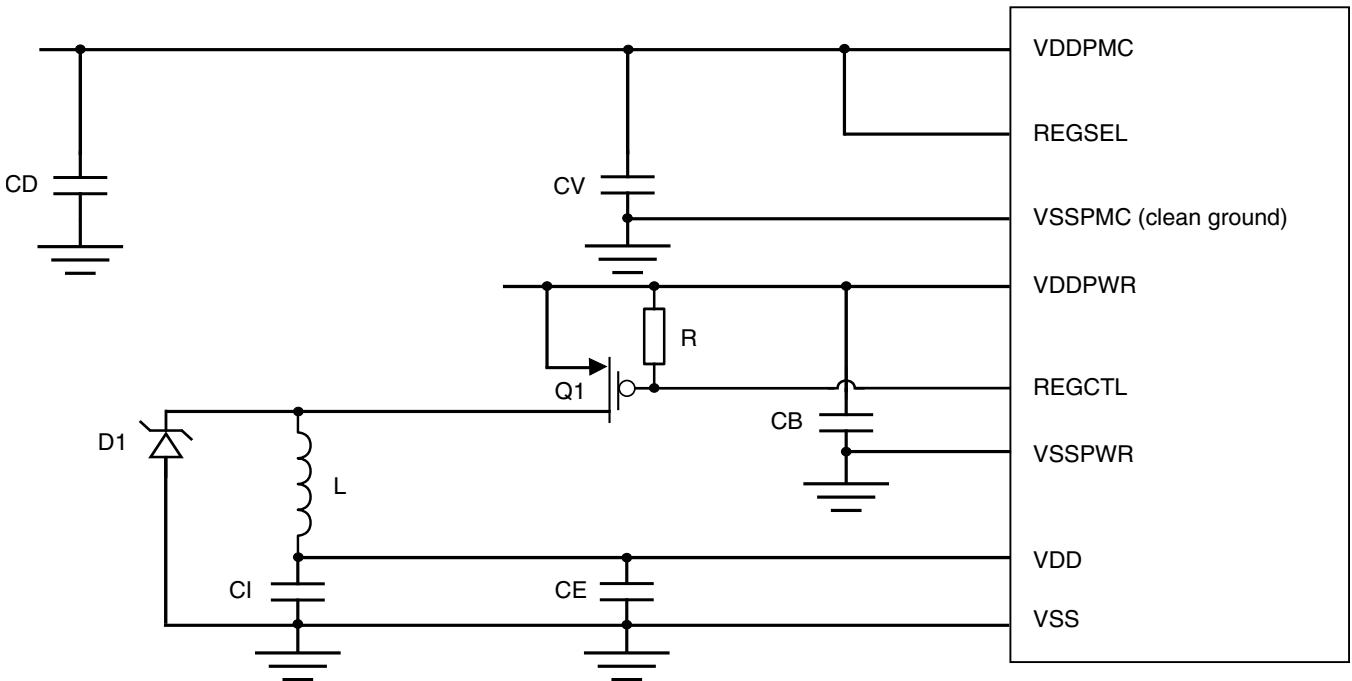 VDDPMC
REGSEL
CD
CV
VSSPMC (clean ground)
VDDPWR
R
Q1
REGCTL
CB
D1
VSSPWR
L
VDD
CI
CE
VSS